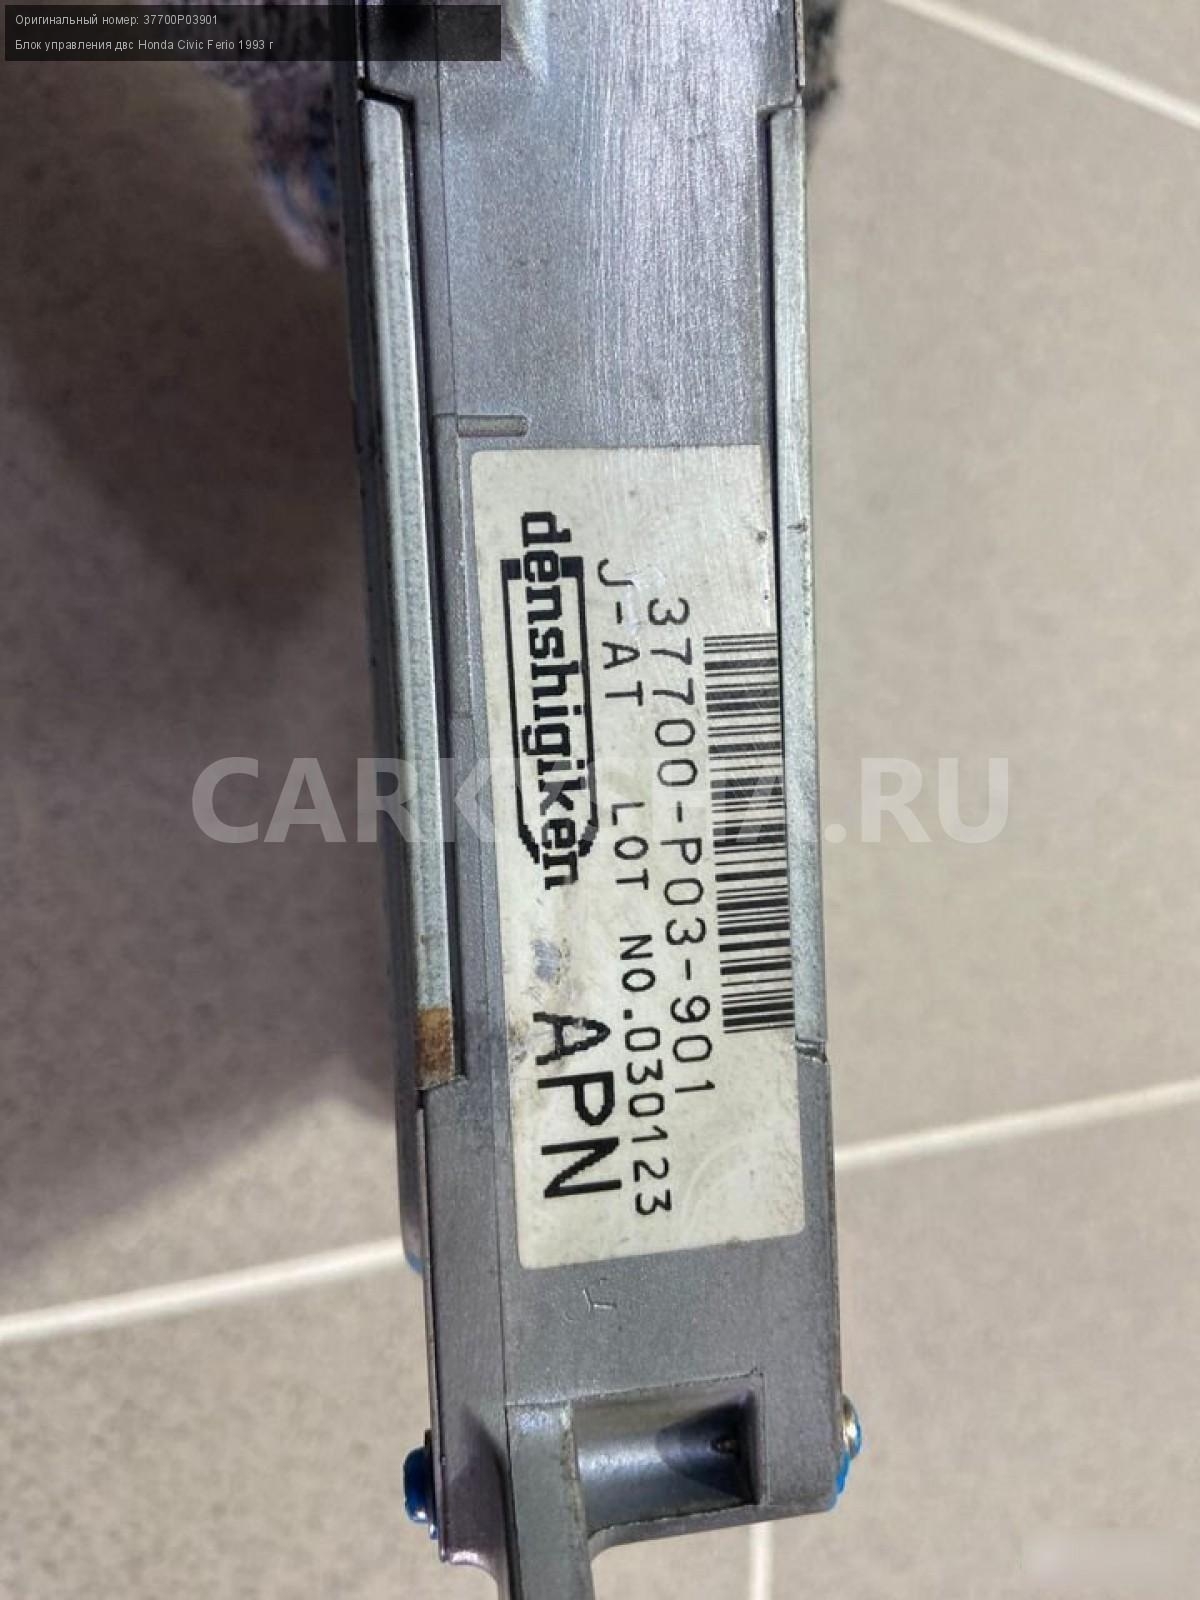 Оригинальный номер: 37700P03901
Блок управления двс Honda Civic Ferio 1993 г
37700-P03-901
J-AT LOT NO.030123
denshigiken APN
CARKUCHA.RU